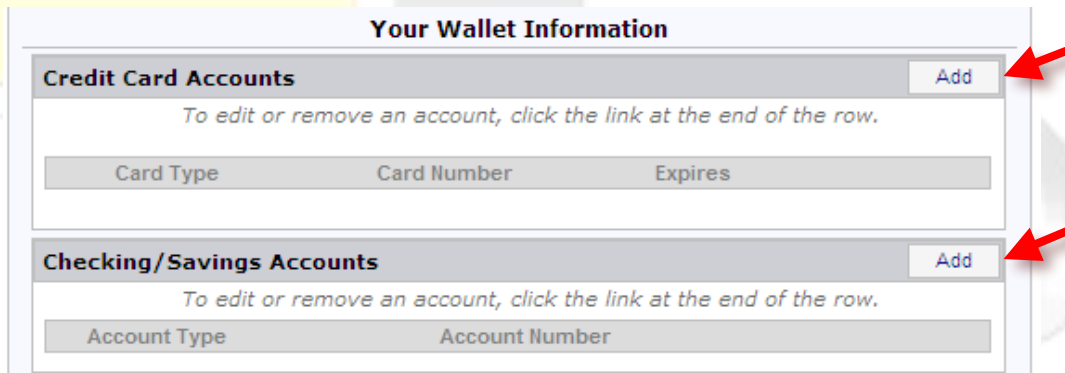 Your Wallet Information
Credit Card Accounts Add
To edit or remove an account, click the link at the end of the row.
Card Type Card Number Expires
Checking/Savings Accounts Add
To edit or remove an account, click the link at the end of the row.
Account Type Account Number